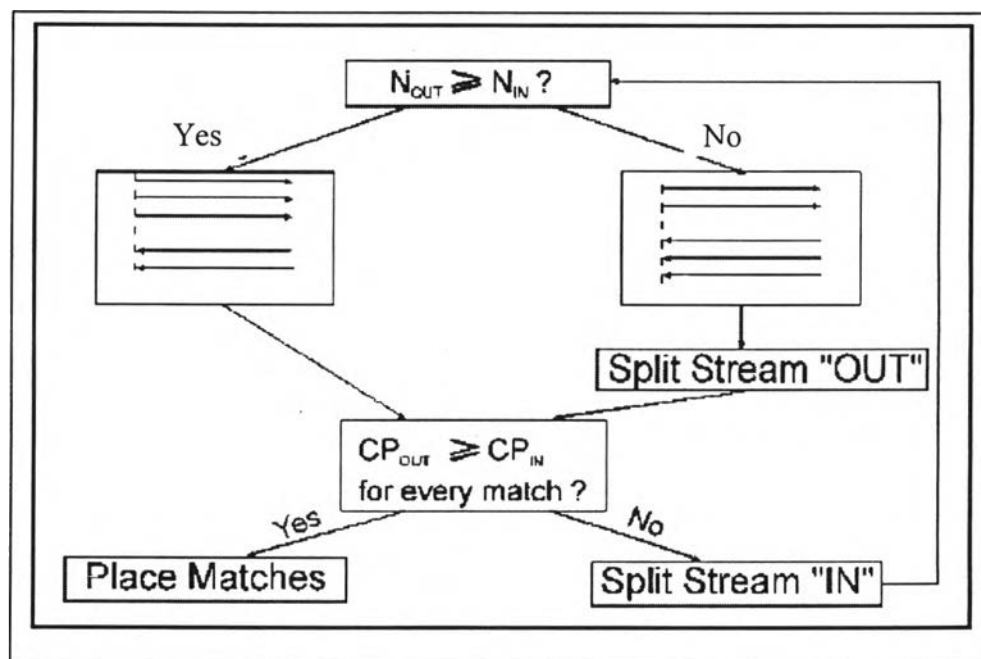 N_OUT ⩾ N_IN ?
Yes
No
Split Stream "OUT"
CP_OUT ⩾ CP_IN
for every match ?
Yes
No
Place Matches
Split Stream "IN"